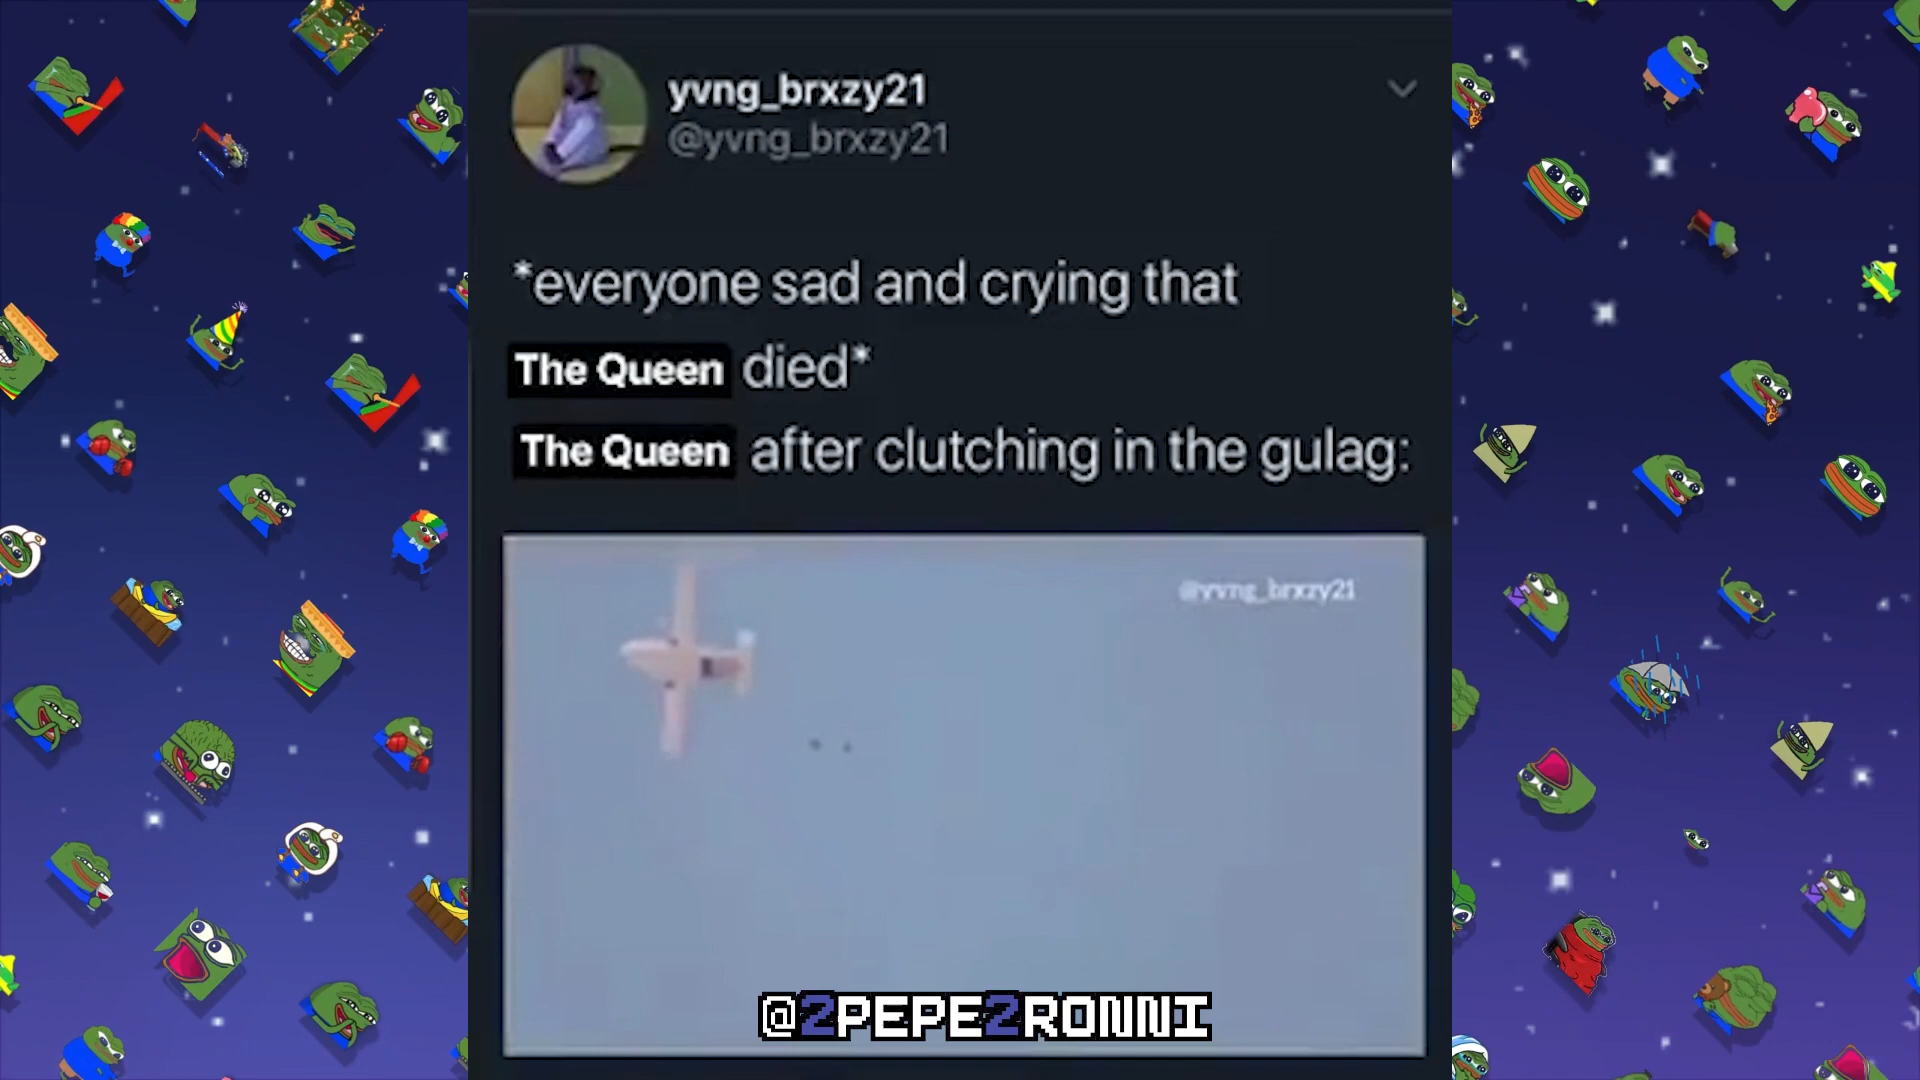 yvng_brxzy21
@yvng_brxzy21
*everyone sad and crying that
The Queen died*
The Queen after clutching in the gulag:
@yvng_brxzy21
@2PEPE2RONNI